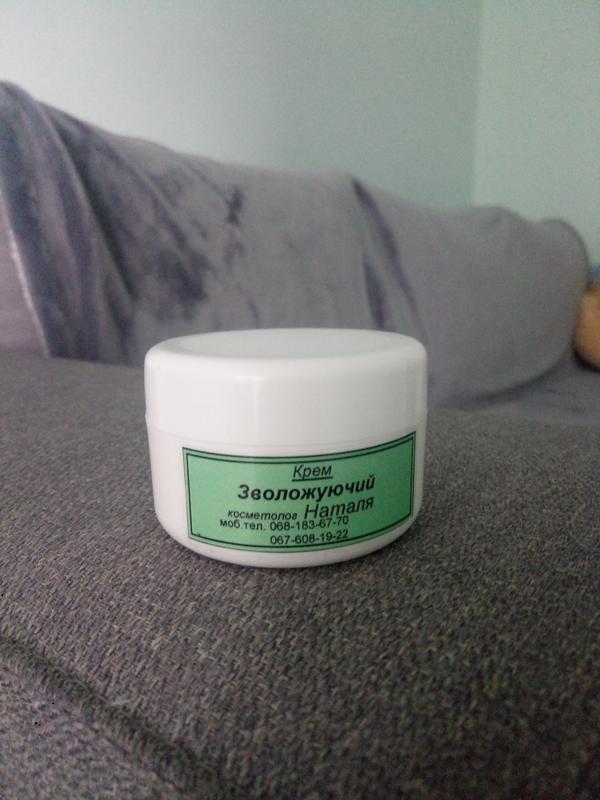 Крем
Зволожуючий
косметолог Наталя
моб.тел. 068-183-67-70
067-608-19-22